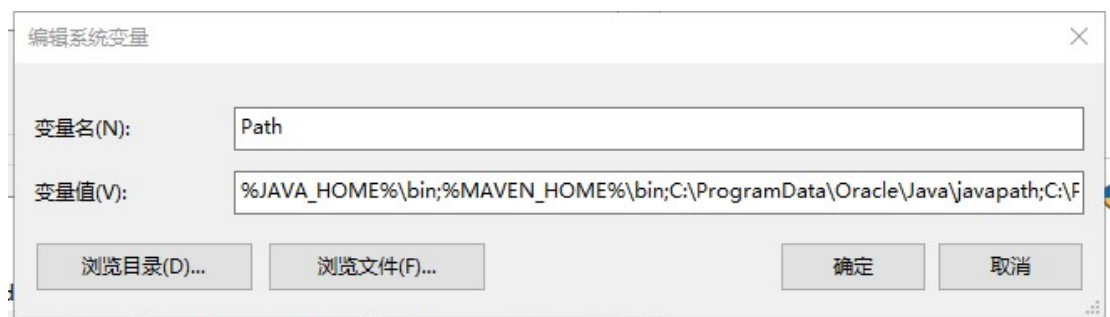 编辑系统变量
变量名(N):
Path
变量值(V):
%JAVA_HOME%\bin;%MAVEN_HOME%\bin;C:\ProgramData\Oracle\Java\javapath;C:\P
浏览目录(D)...
浏览文件(F)...
确定
取消